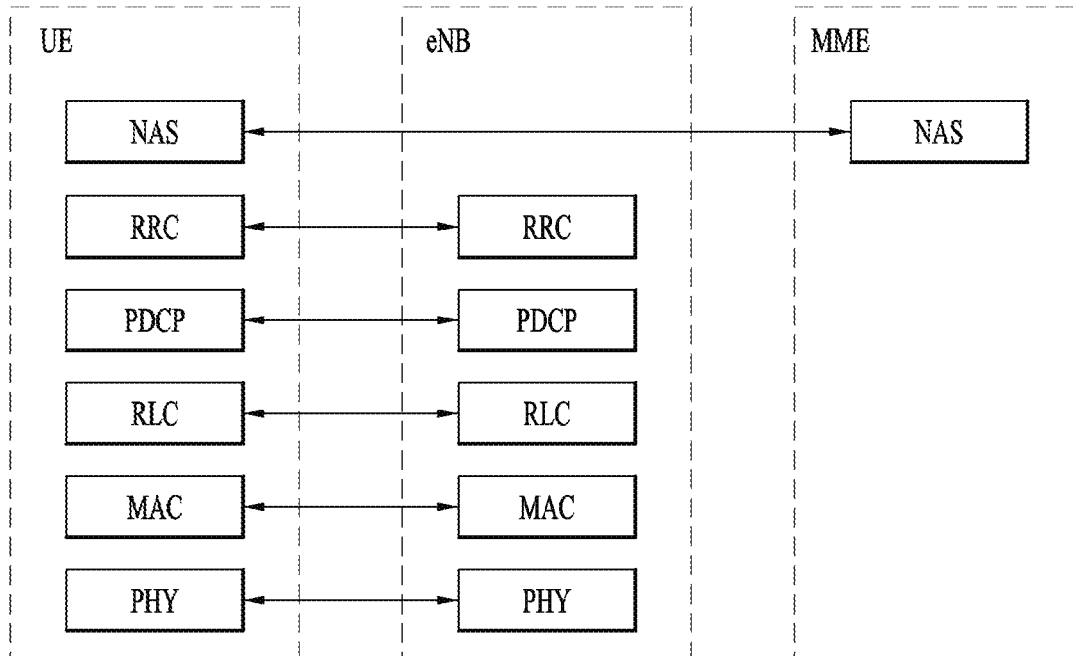 UE eNB MME
NAS NAS
RRC RRC
PDCP PDCP
RLC RLC
MAC MAC
PHY PHY